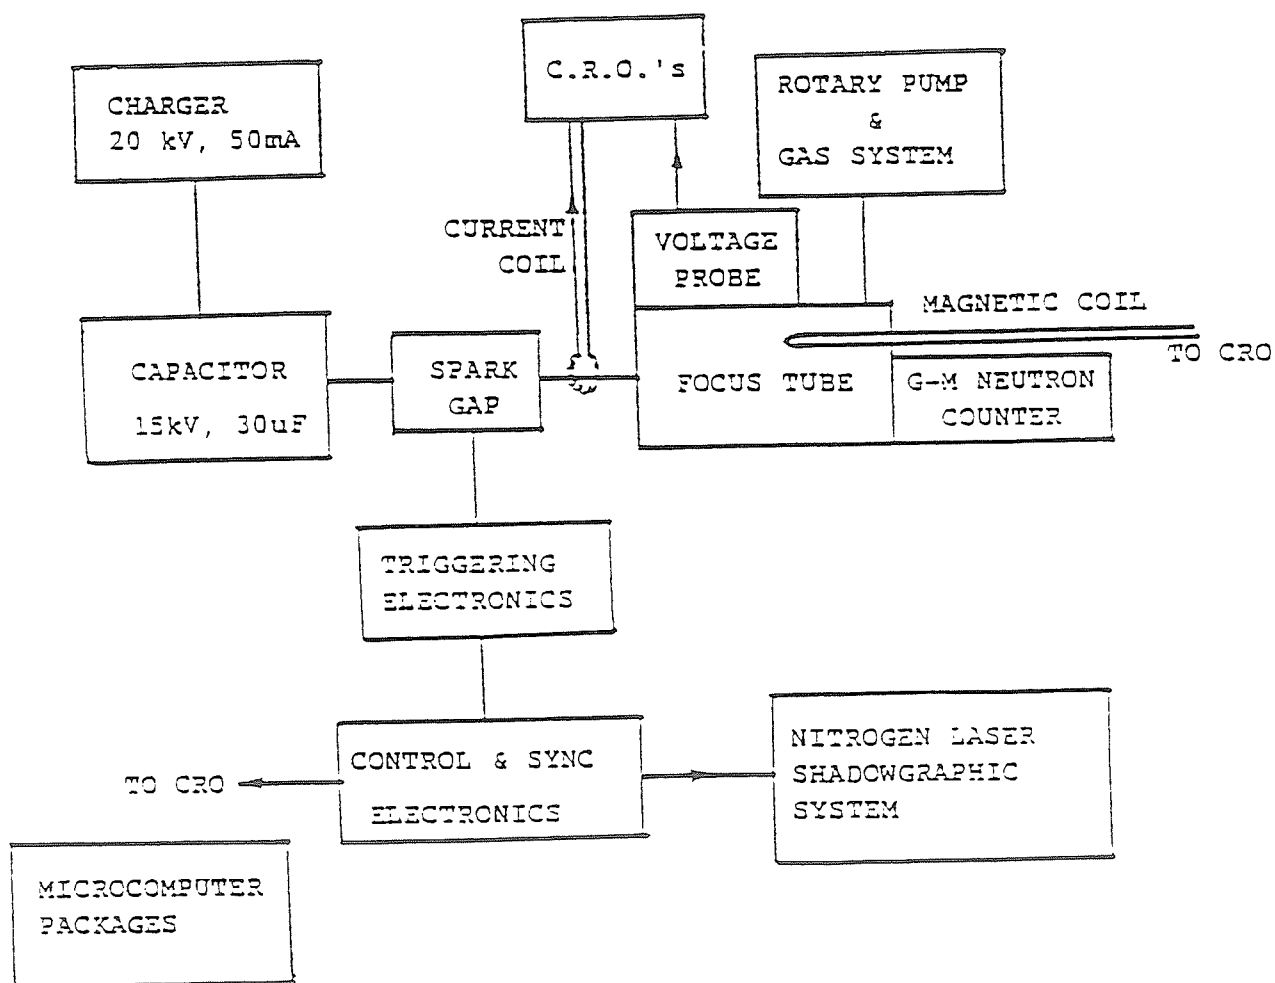 C.R.O.'s
CHARGER
20 kV, 50mA
ROTARY PUMP
&
GAS SYSTEM
CURRENT
COIL
VOLTAGE
PROBE
MAGNETIC COIL
TO CRO
CAPACITOR
15kV, 30uF
SPARK
GAP
FOCUS TUBE
G-M NEUTRON
COUNTER
TRIGGERING
ELECTRONICS
CONTROL & SYNC
ELECTRONICS
TO CRO
NITROGEN LASER
SHADOWGRAPHIC
SYSTEM
MICROCOMPUTER
PACKAGES